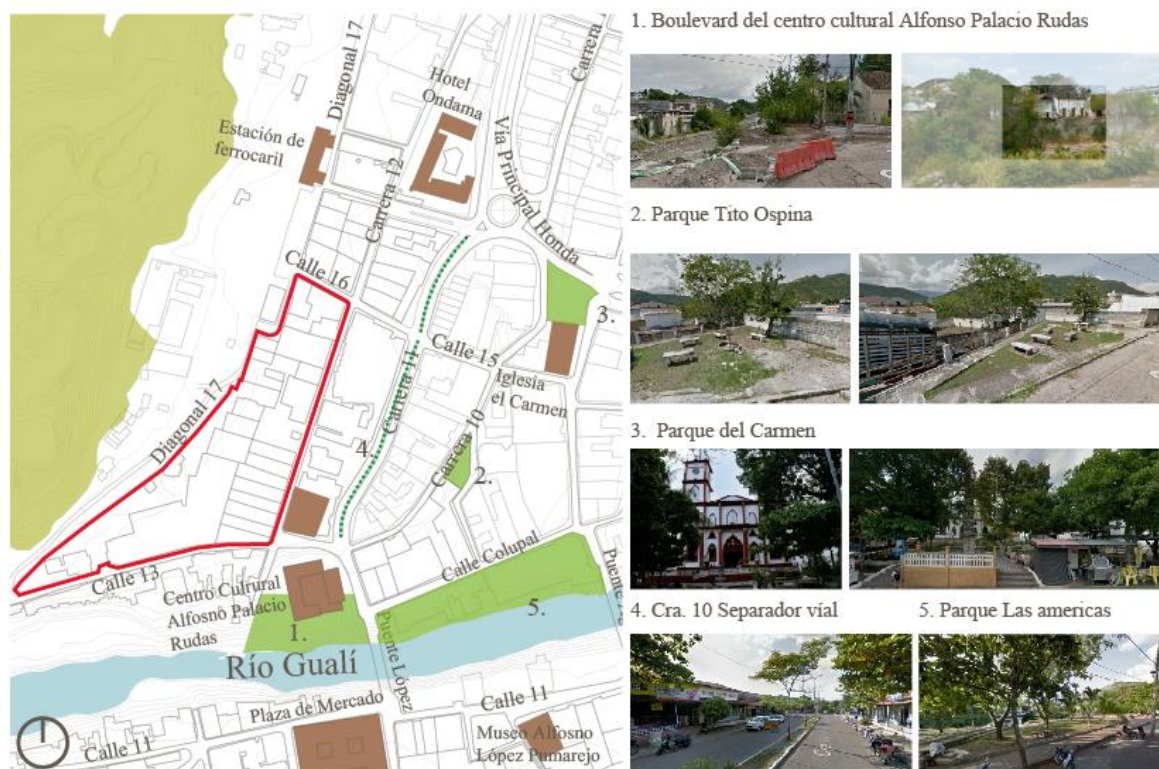 Diagonal 17
Hotel
Ondama
Carrera
Estación de
ferrocaril
Carrera 12
Vía Principal Honda
Calle 16
3.
Calle 15
Iglesia
el Carmen
Diagonal 17
Carrera 11
4.
Carrera 10
2.
Calle Colupal
Calle 13
Centro Culrural
Alfosno Palacio
Rudas
1.
5.
Puente López
Río Gualí
Plaza de Mercado
Calle 11
Calle 11
Museo Alfosno
López Pumarejo
1. Boulevard del centro cultural Alfonso Palacio Rudas
2. Parque Tito Ospina
3. Parque del Carmen
4. Cra. 10 Separador víal
5. Parque Las americas